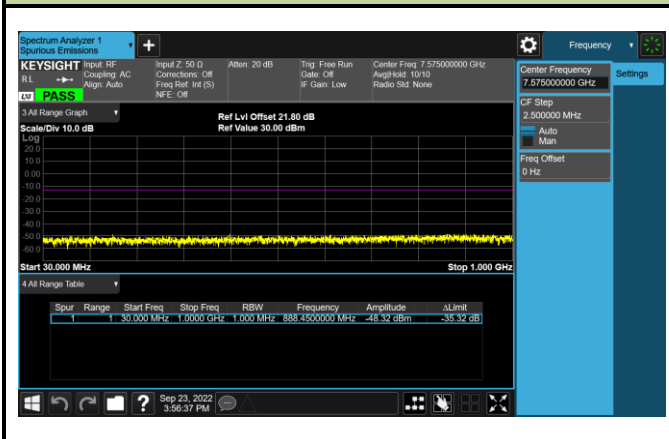 Spectrum Analyzer 1
Spurious Emissions
Frequency
KEYSIGHT
R L
LXI
PASS
Input: RF
Coupling: AC
Align: Auto
Input Z: 50 Ω
Corrections: Off
Freq Ref: Int (S)
NFE: Off
Atten: 20 dB
Trig: Free Run
Gate: Off
IF Gain: Low
Center Freq: 7.575000000 GHz
Avg|Hold: 10/10
Radio Std: None
Center Frequency
7.575000000 GHz
Settings
CF Step
2.500000 MHz
Auto
Man
Freq Offset
0 Hz
3 All Range Graph
Scale/Div 10.0 dB
Ref Lvl Offset 21.80 dB
Ref Value 30.00 dBm
Log
20.0
10.0
0.00
-10.0
-20.0
-30.0
-40.0
-50.0
-60.0
Start 30.000 MHz
Stop 1.000 GHz
4 All Range Table
Spur Range Start Freq Stop Freq RBW Frequency Amplitude ΔLimit
1 1 30.000 MHz 1.0000 GHz 1.000 MHz 888.4500000 MHz -48.32 dBm -35.32 dB
?
Sep 23, 2022
3:56:37 PM